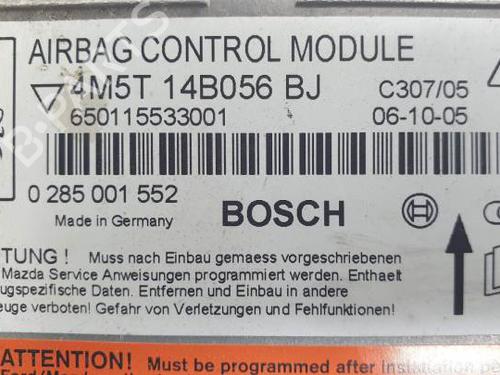 AIRBAG CONTROL MODULE
4M5T 14B056 BJ
C307/05
650115533001
06-10-05
0 285 001 552
Made in Germany
BOSCH
TUNG ! Muss nach Einbau gemaess vorgeschriebenen
Mazda Service Anweisungen programmiert werden. Enthaelt
ugspezifische Daten. Entfernen und Einbau in andere
zeuge verboten! Gefahr von Verletzungen und Fehlfunktionen!
ATTENTION! Must be programmed after Installation